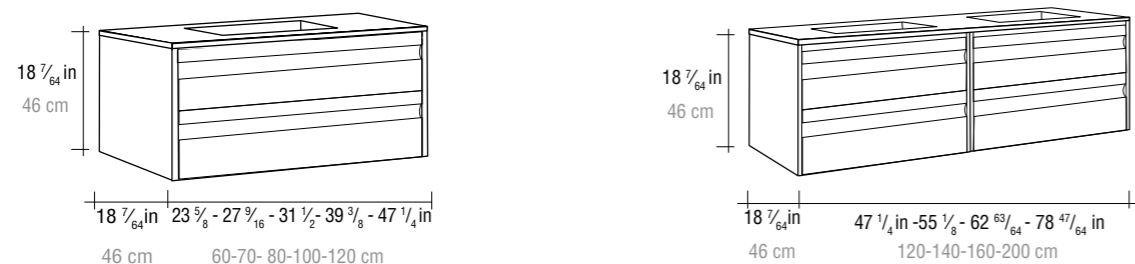 18 7/64 in
46 cm
18 7/64 in 23 5/8 - 27 9/16 - 31 1/2 - 39 3/8 - 47 1/4 in
46 cm 60-70- 80-100-120 cm
18 7/64 in
46 cm
18 7/64 in 47 1/4 in -55 1/8 - 62 63/64 - 78 47/64 in
46 cm 120-140-160-200 cm